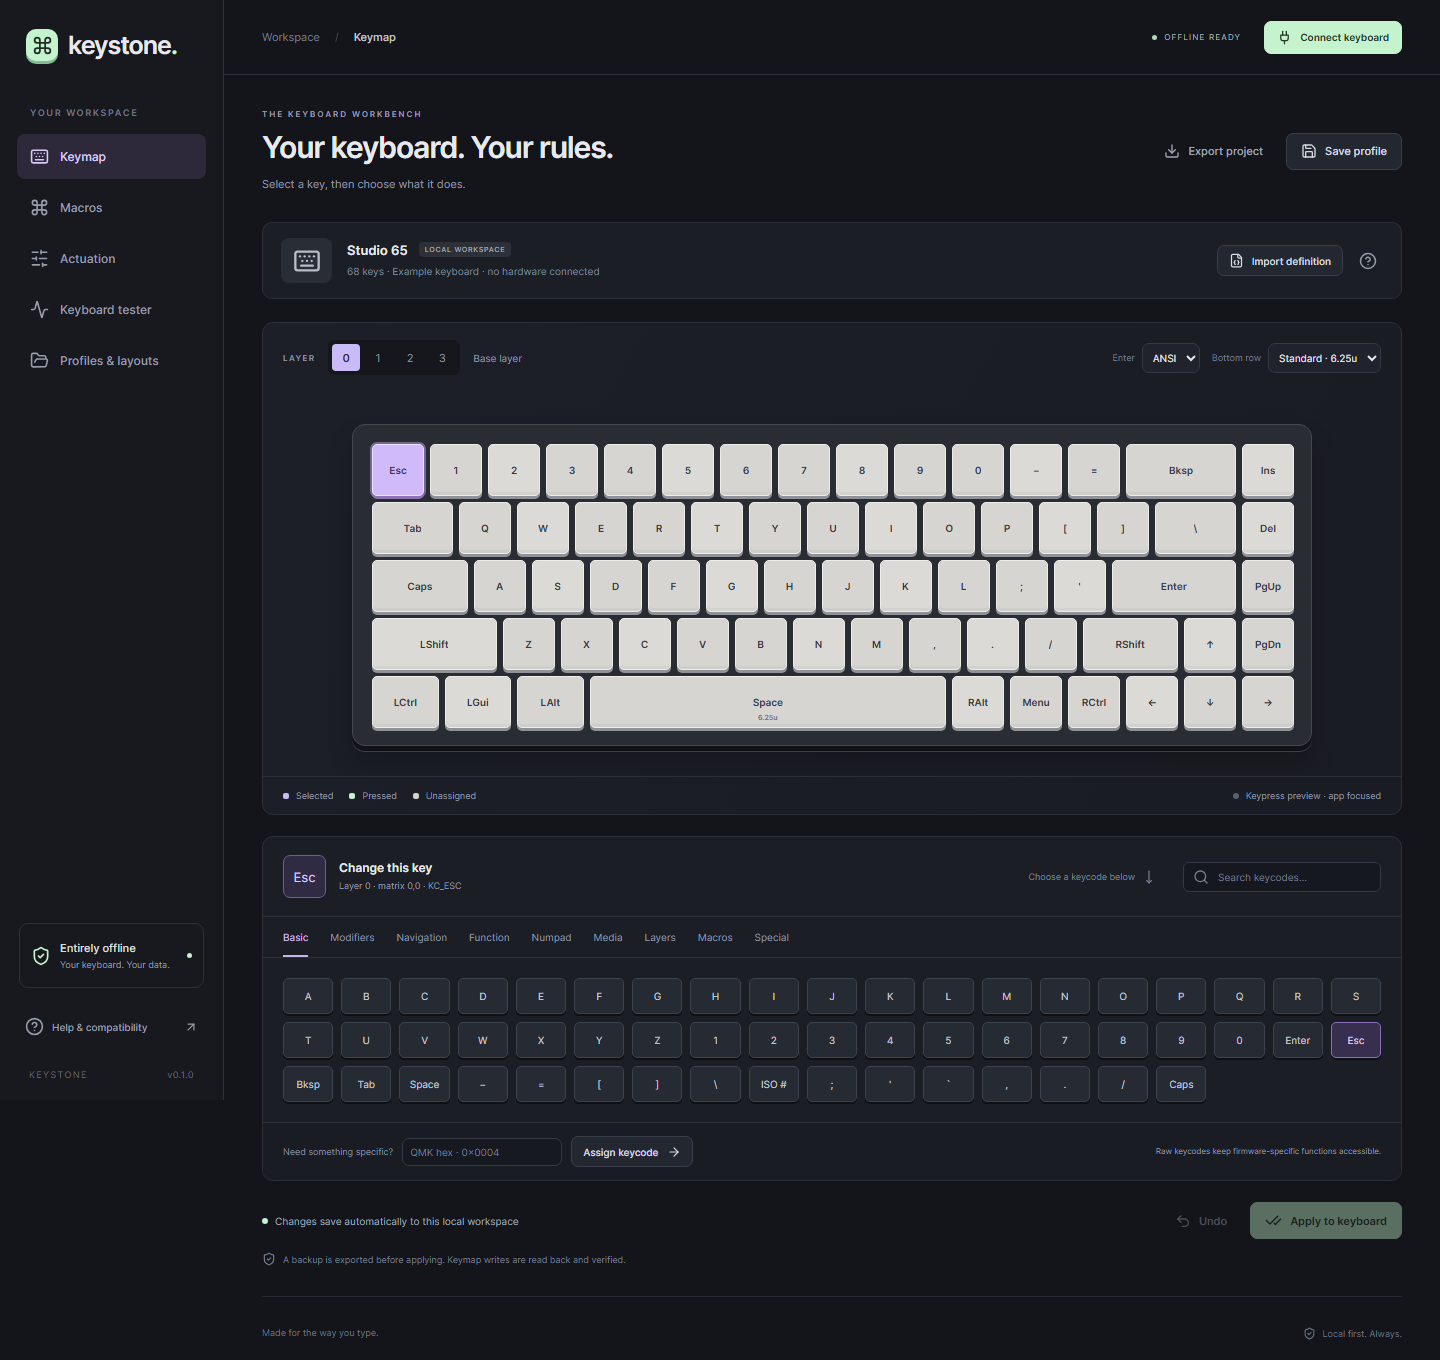 keystone.
Workspace / Keymap
OFFLINE READY
Connect keyboard
YOUR WORKSPACE
Keymap
Macros
Actuation
Keyboard tester
Profiles & layouts
Entirely offline
Your keyboard. Your data.
Help & compatibility
KEYSTONE v0.1.0
THE KEYBOARD WORKBENCH
Your keyboard. Your rules.
Select a key, then choose what it does.
Export project
Save profile
Studio 65 LOCAL WORKSPACE
68 keys · Example keyboard · no hardware connected
Import definition
LAYER 0 1 2 3 Base layer
Enter ANSI Bottom row Standard · 6.25u
Esc 1 2 3 4 5 6 7 8 9 0 − = Bksp Ins
Tab Q W E R T Y U I O P [ ] \ Del
Caps A S D F G H J K L ; ' Enter PgUp
LShift Z X C V B N M , . / RShift ↑ PgDn
LCtrl LGui LAlt Space RAlt Menu RCtrl ← ↓ →
6.25u
Selected Pressed Unassigned
Keypress preview · app focused
Esc
Change this key
Layer 0 · matrix 0,0 · KC_ESC
Choose a keycode below ↓
Search keycodes...
Basic Modifiers Navigation Function Numpad Media Layers Macros Special
A B C D E F G H I J K L M N O P Q R S
T U V W X Y Z 1 2 3 4 5 6 7 8 9 0 Enter Esc
Bksp Tab Space − = [ ] \ ISO # ; ' ` , . / Caps
Need something specific? QMK hex · 0x0004 Assign keycode →
Raw keycodes keep firmware-specific functions accessible.
Changes save automatically to this local workspace
Undo
Apply to keyboard
A backup is exported before applying. Keymap writes are read back and verified.
Made for the way you type.
Local first. Always.